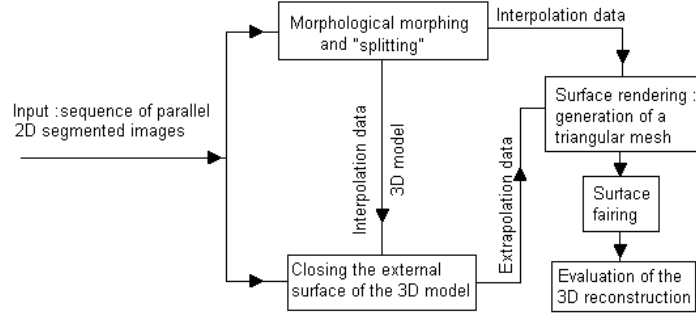 Morphological morphing
and "splitting"
Interpolation data
Input : sequence of parallel
2D segmented images
Surface rendering :
generation of a
triangular mesh
Interpolation data
3D model
Extrapolation data
Surface
fairing
Closing the external
surface of the 3D model
Evaluation of the
3D reconstruction